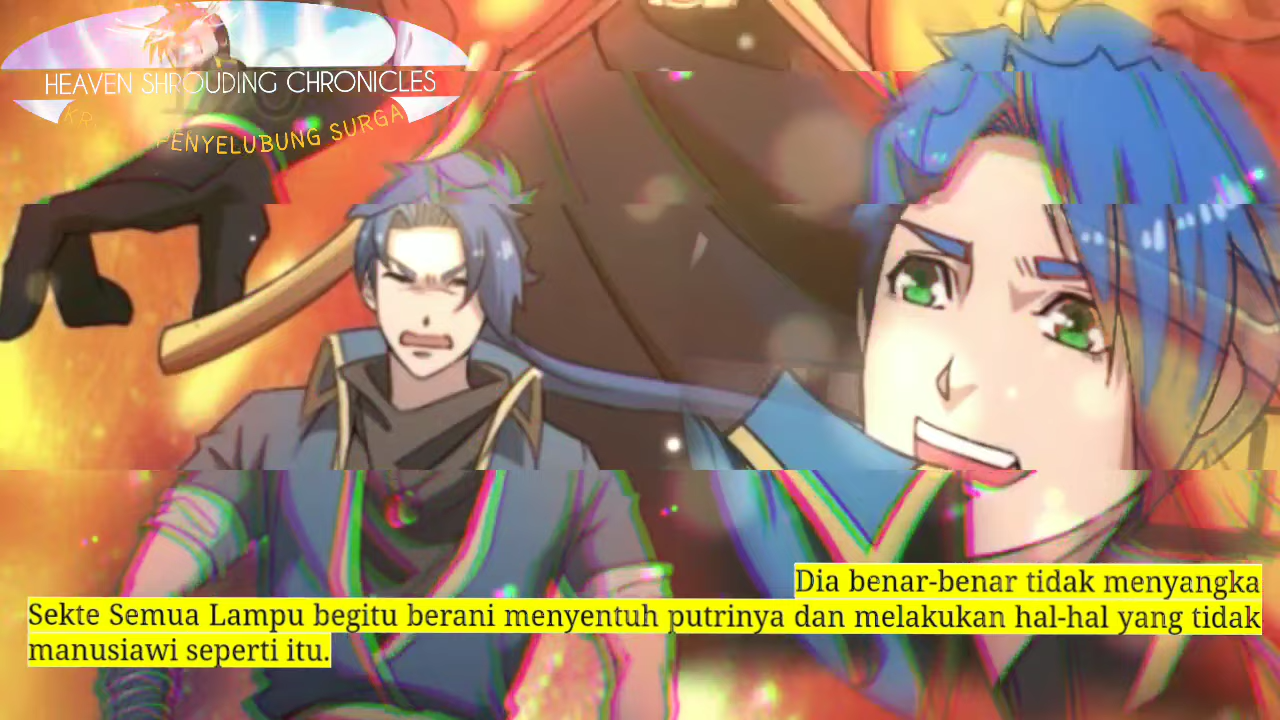 HEAVEN SHROUDING CHRONICLES
PENYELUBUNG SURGA
Dia benar-benar tidak menyangka
Sekte Semua Lampu begitu berani menyentuh putrinya dan melakukan hal-hal yang tidak
manusiawi seperti itu.